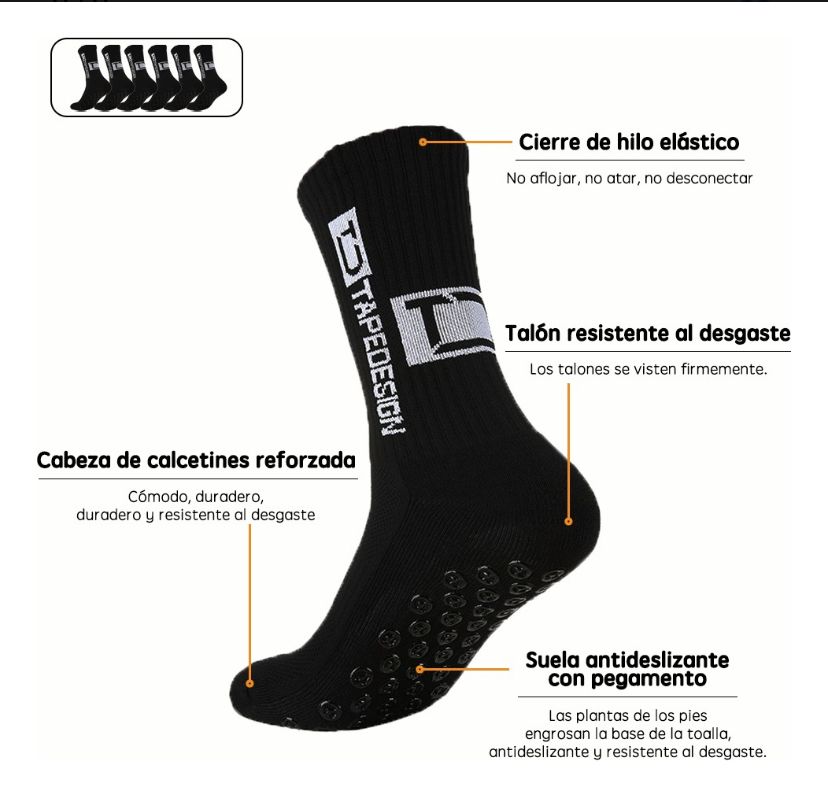 Cierre de hilo elástico
No aflojar, no atar, no desconectar
TAPEDESIGN
Talón resistente al desgaste
Los talones se visten firmemente.
Cabeza de calcetines reforzada
Cómodo, duradero,
duradero y resistente al desgaste
Suela antideslizante
con pegamento
Las plantas de los pies
engrosan la base de la toalla,
antideslizante y resistente al desgaste.